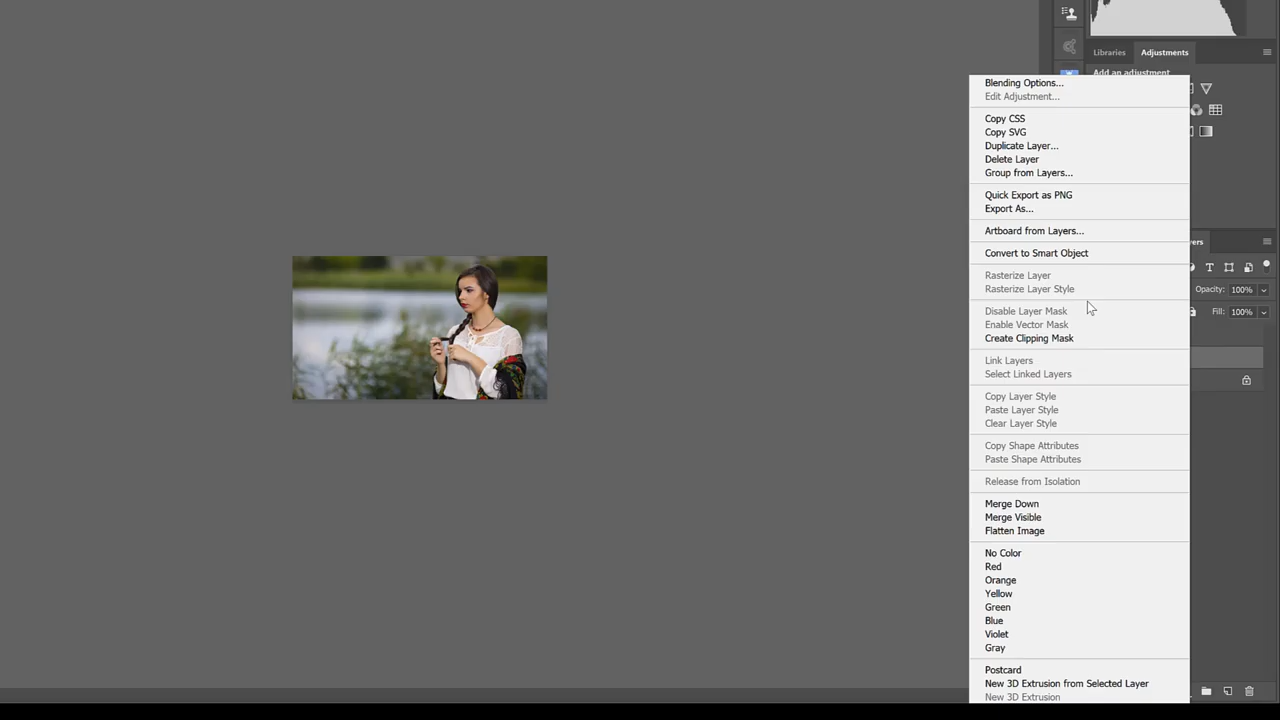 Libraries
Adjustments
Add an adjustment
Blending Options...
Edit Adjustment...
Copy CSS
Copy SVG
Duplicate Layer...
Delete Layer
Group from Layers...
Quick Export as PNG
Export As...
Artboard from Layers...
Convert to Smart Object
Rasterize Layer
Rasterize Layer Style
Disable Layer Mask
Enable Vector Mask
Create Clipping Mask
Link Layers
Select Linked Layers
Copy Layer Style
Paste Layer Style
Clear Layer Style
Copy Shape Attributes
Paste Shape Attributes
Release from Isolation
Merge Down
Merge Visible
Flatten Image
No Color
Red
Orange
Yellow
Green
Blue
Violet
Gray
Postcard
New 3D Extrusion from Selected Layer
New 3D Extrusion
Opacity: 100%
Fill: 100%